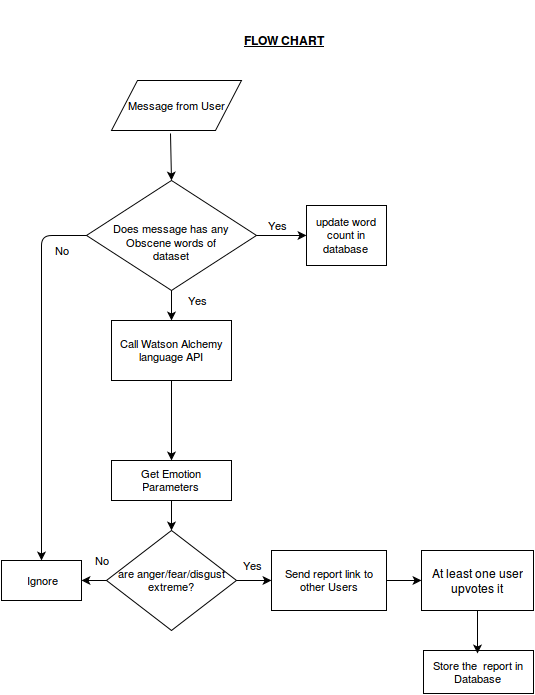 FLOW CHART
Message from User
Does message has any
Obscene words of
dataset
Yes
update word
count in
database
No
Yes
Call Watson Alchemy
language API
Get Emotion
Parameters
No
are anger/fear/disgust
extreme?
Yes
Ignore
Send report link to
other Users
At least one user
upvotes it
Store the report in
Database